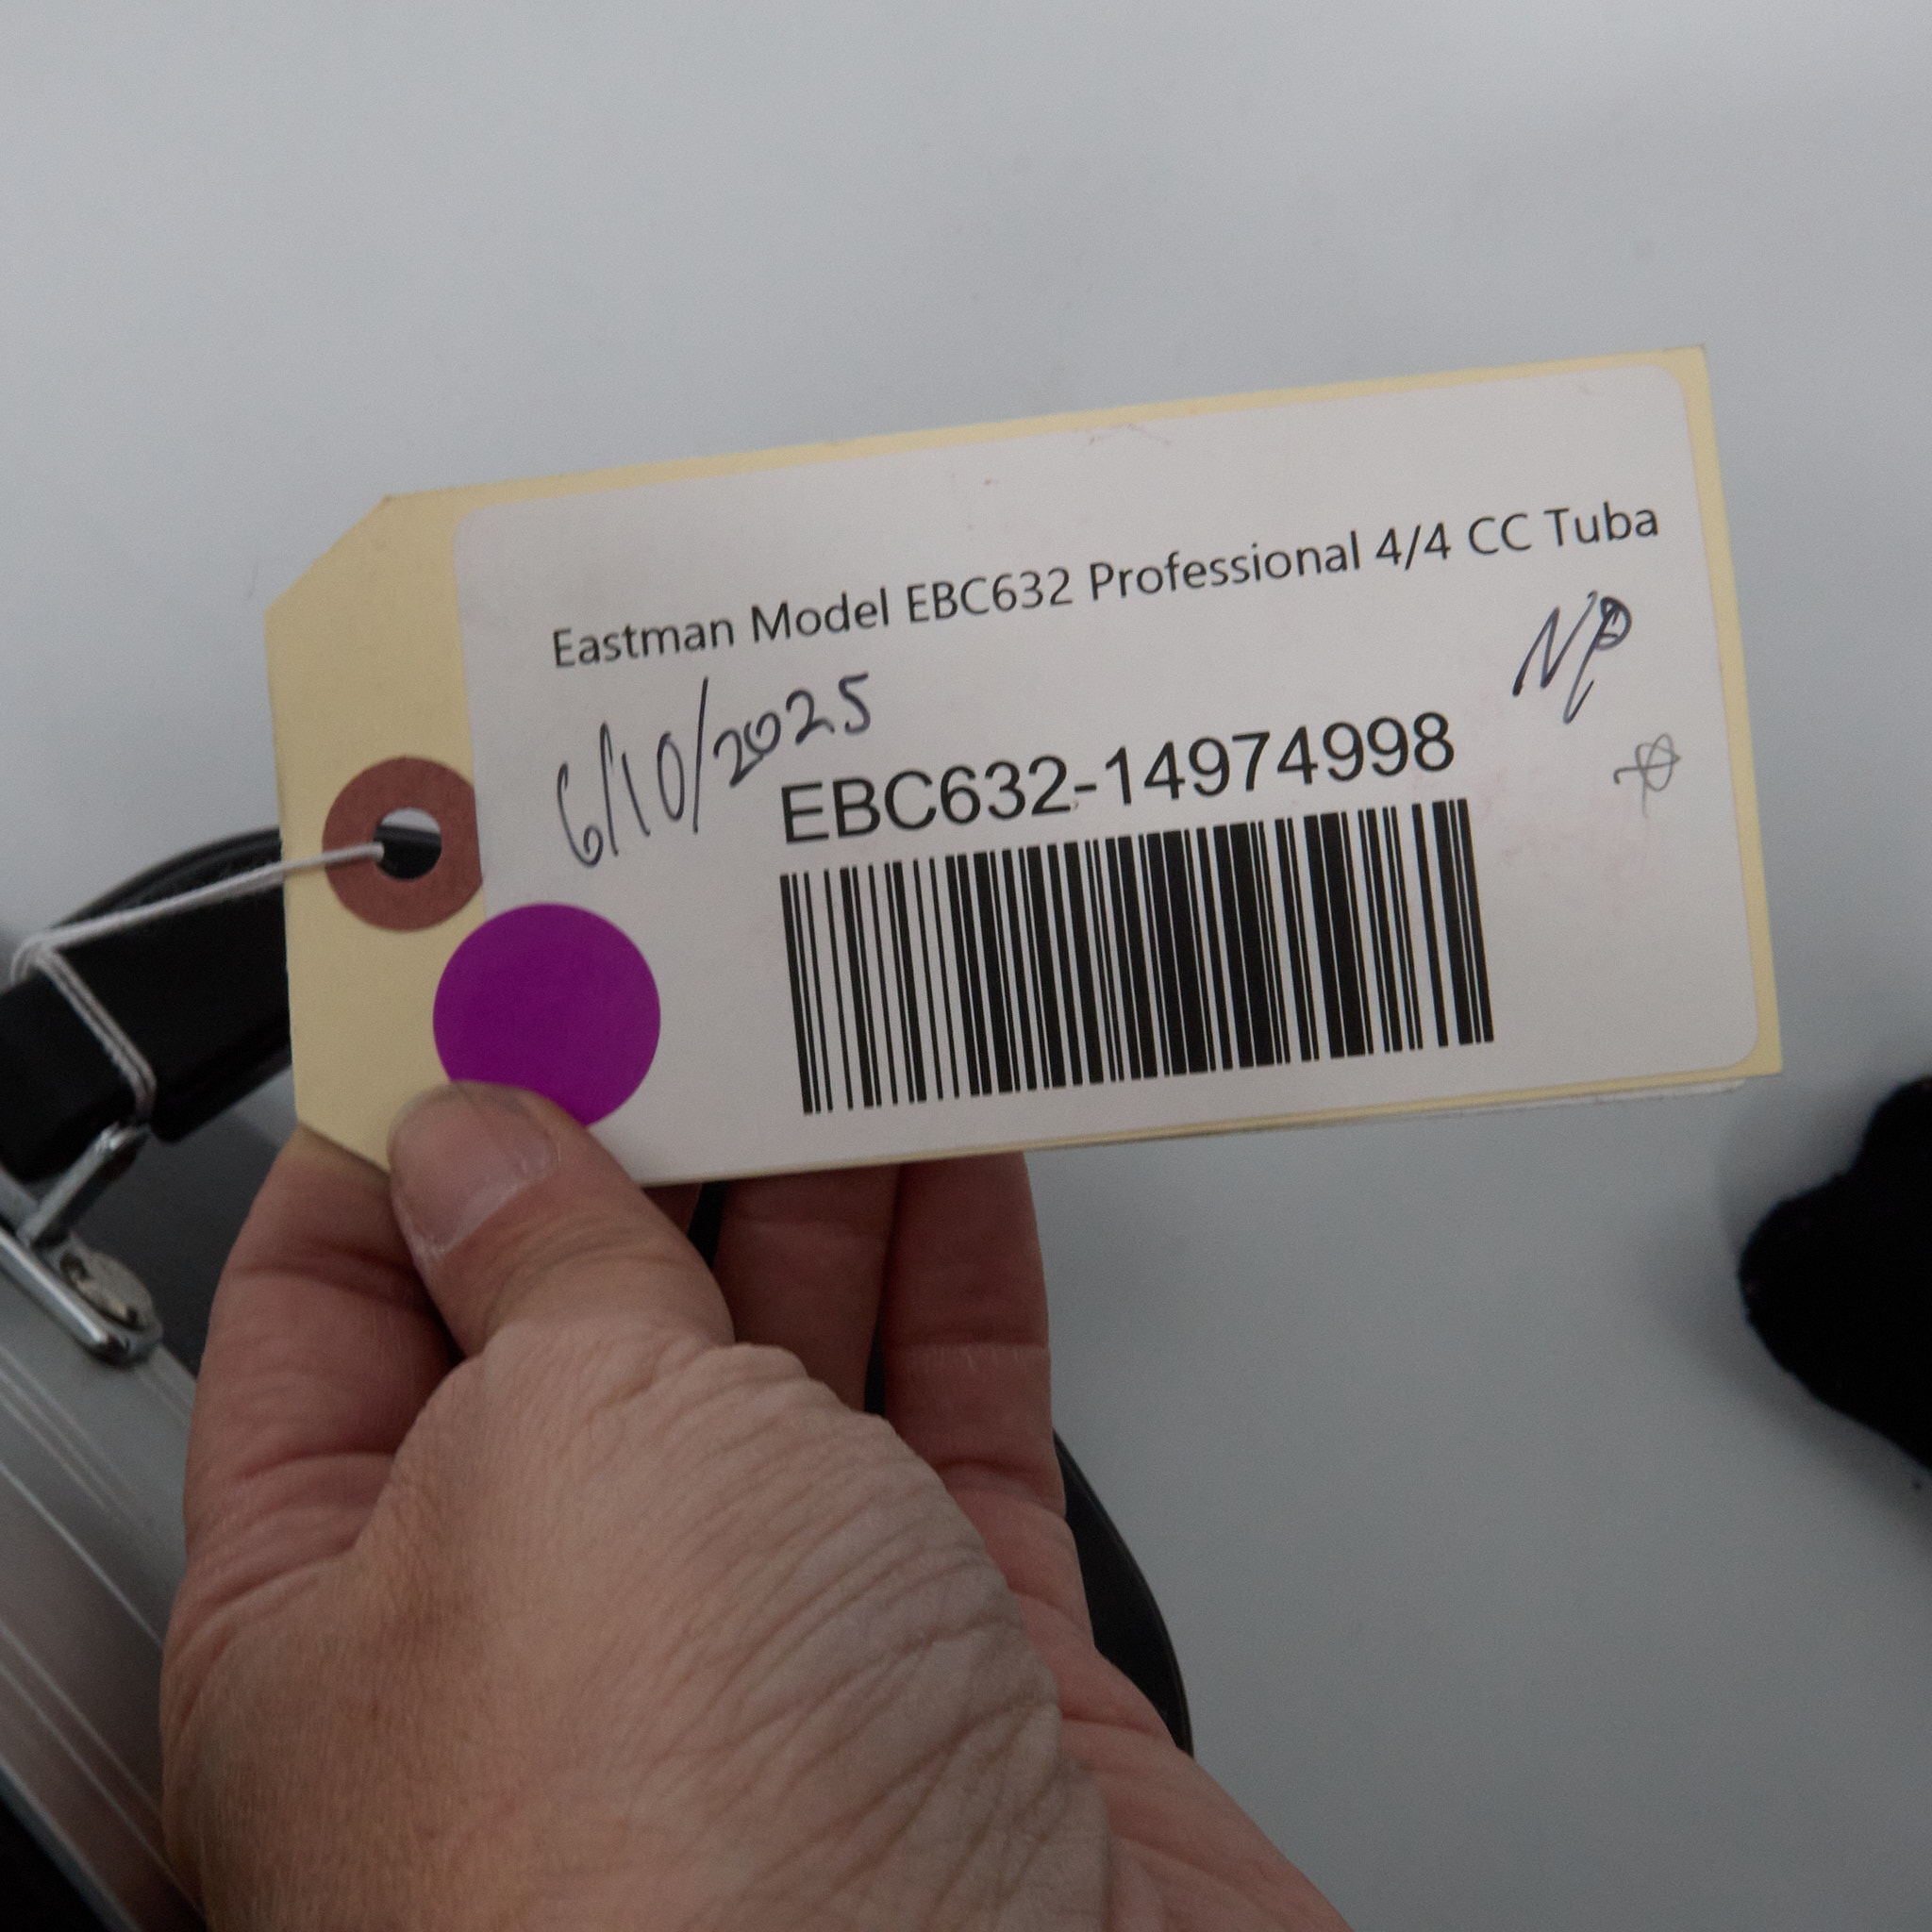 Eastman Model EBC632 Professional 4/4 CC Tuba
NP
6/10/2025
EBC632-14974998